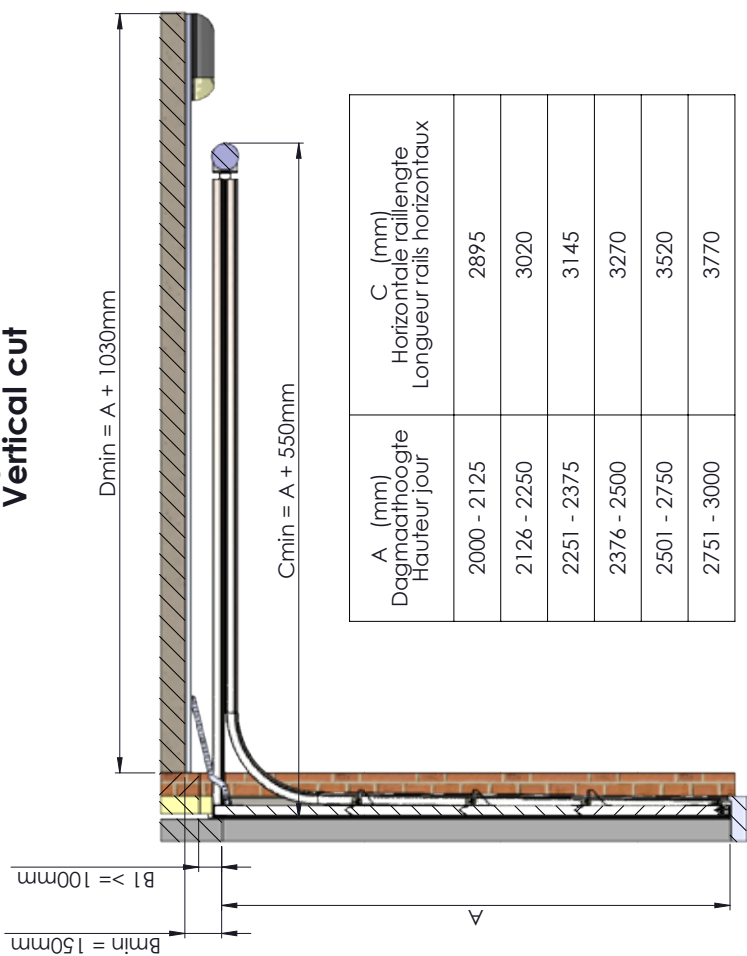 Vertical cut
Dmin = A + 1030mm
Cmin = A + 550mm
B1 >= 100mm
Bmin = 150mm
A
A (mm)
Dagmaathoogte
Hauteur jour
C (mm)
Horizontale raillengte
Longueur rails horizontaux
2000 - 2125
2895
2126 - 2250
3020
2251 - 2375
3145
2376 - 2500
3270
2501 - 2750
3520
2751 - 3000
3770